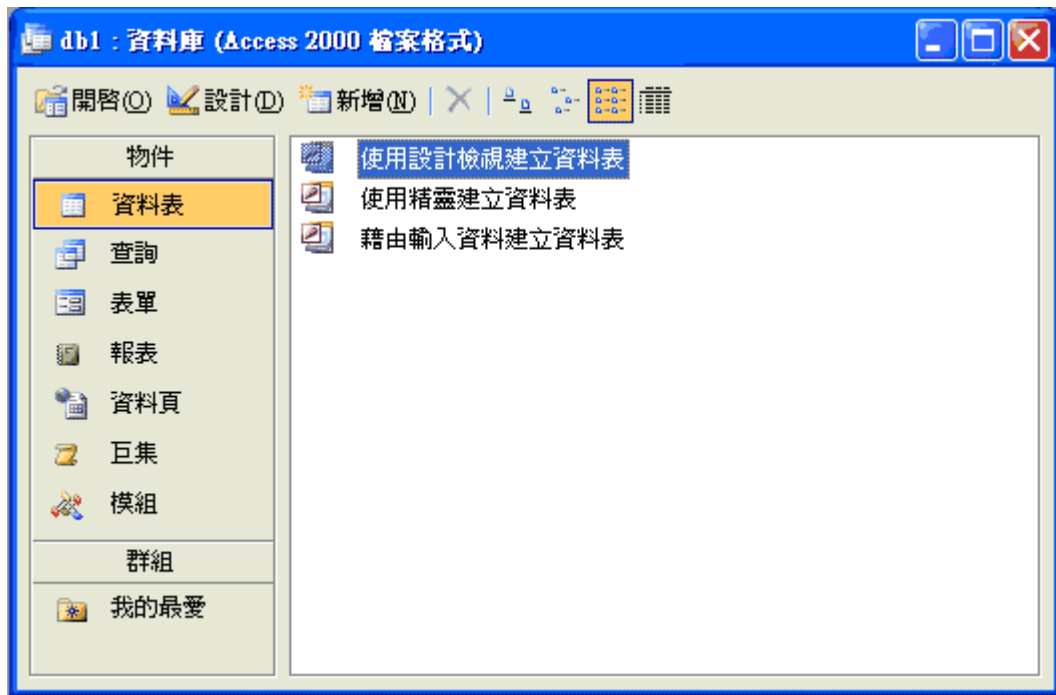 db1 : 資料庫 (Access 2000 檔案格式)
開啓(O) 設計(D) 新增(N)
物件
資料表
查詢
表單
報表
資料頁
巨集
模組
群組
我的最愛
使用設計檢視建立資料表
使用精靈建立資料表
藉由輸入資料建立資料表